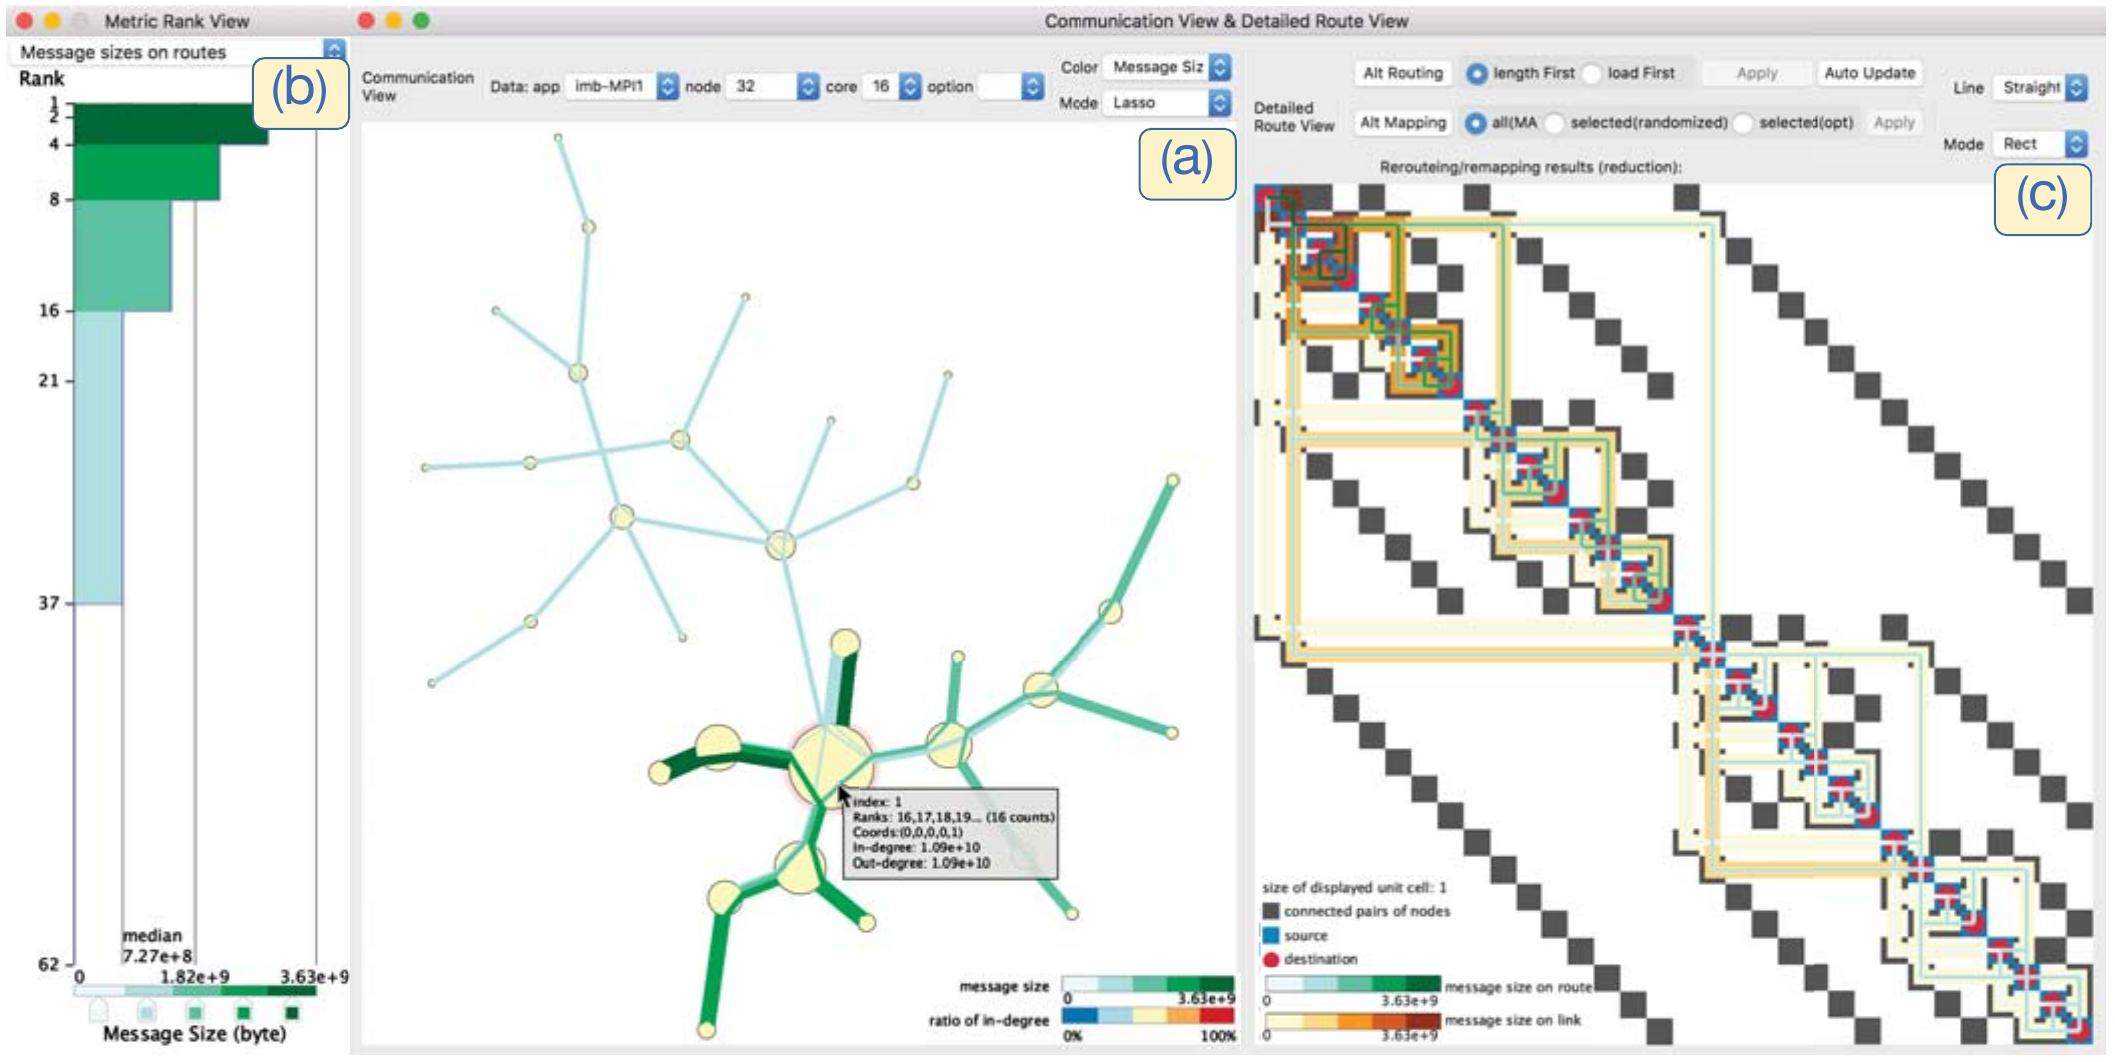 Metric Rank View
Communication View & Detailed Route View
Message sizes on routes
Rank
(b)
1
2
4
8
16
21
37
62
median
7.27e+8
0 1.82e+9 3.63e+9
Message Size (byte)
Communication
View
Data: app imb-MPI1 node 32 core 16 option
Color Message Siz
Mode Lasso
(a)
index: 1
Ranks: 16,17,18,19... (16 counts)
Coords:(0,0,0,0,1)
In-degree: 1.09e+10
Out-degree: 1.09e+10
message size
0 3.63e+9
ratio of in-degree
0% 100%
Detailed
Route View
Alt Routing length First load First Apply Auto Update
Alt Mapping all(MA selected(randomized) selected(opt) Apply
Line Straight
Mode Rect
Rerouteing/remapping results (reduction):
(c)
size of displayed unit cell: 1
connected pairs of nodes
source
destination
message size on route
0 3.63e+9
message size on link
0 3.63e+9